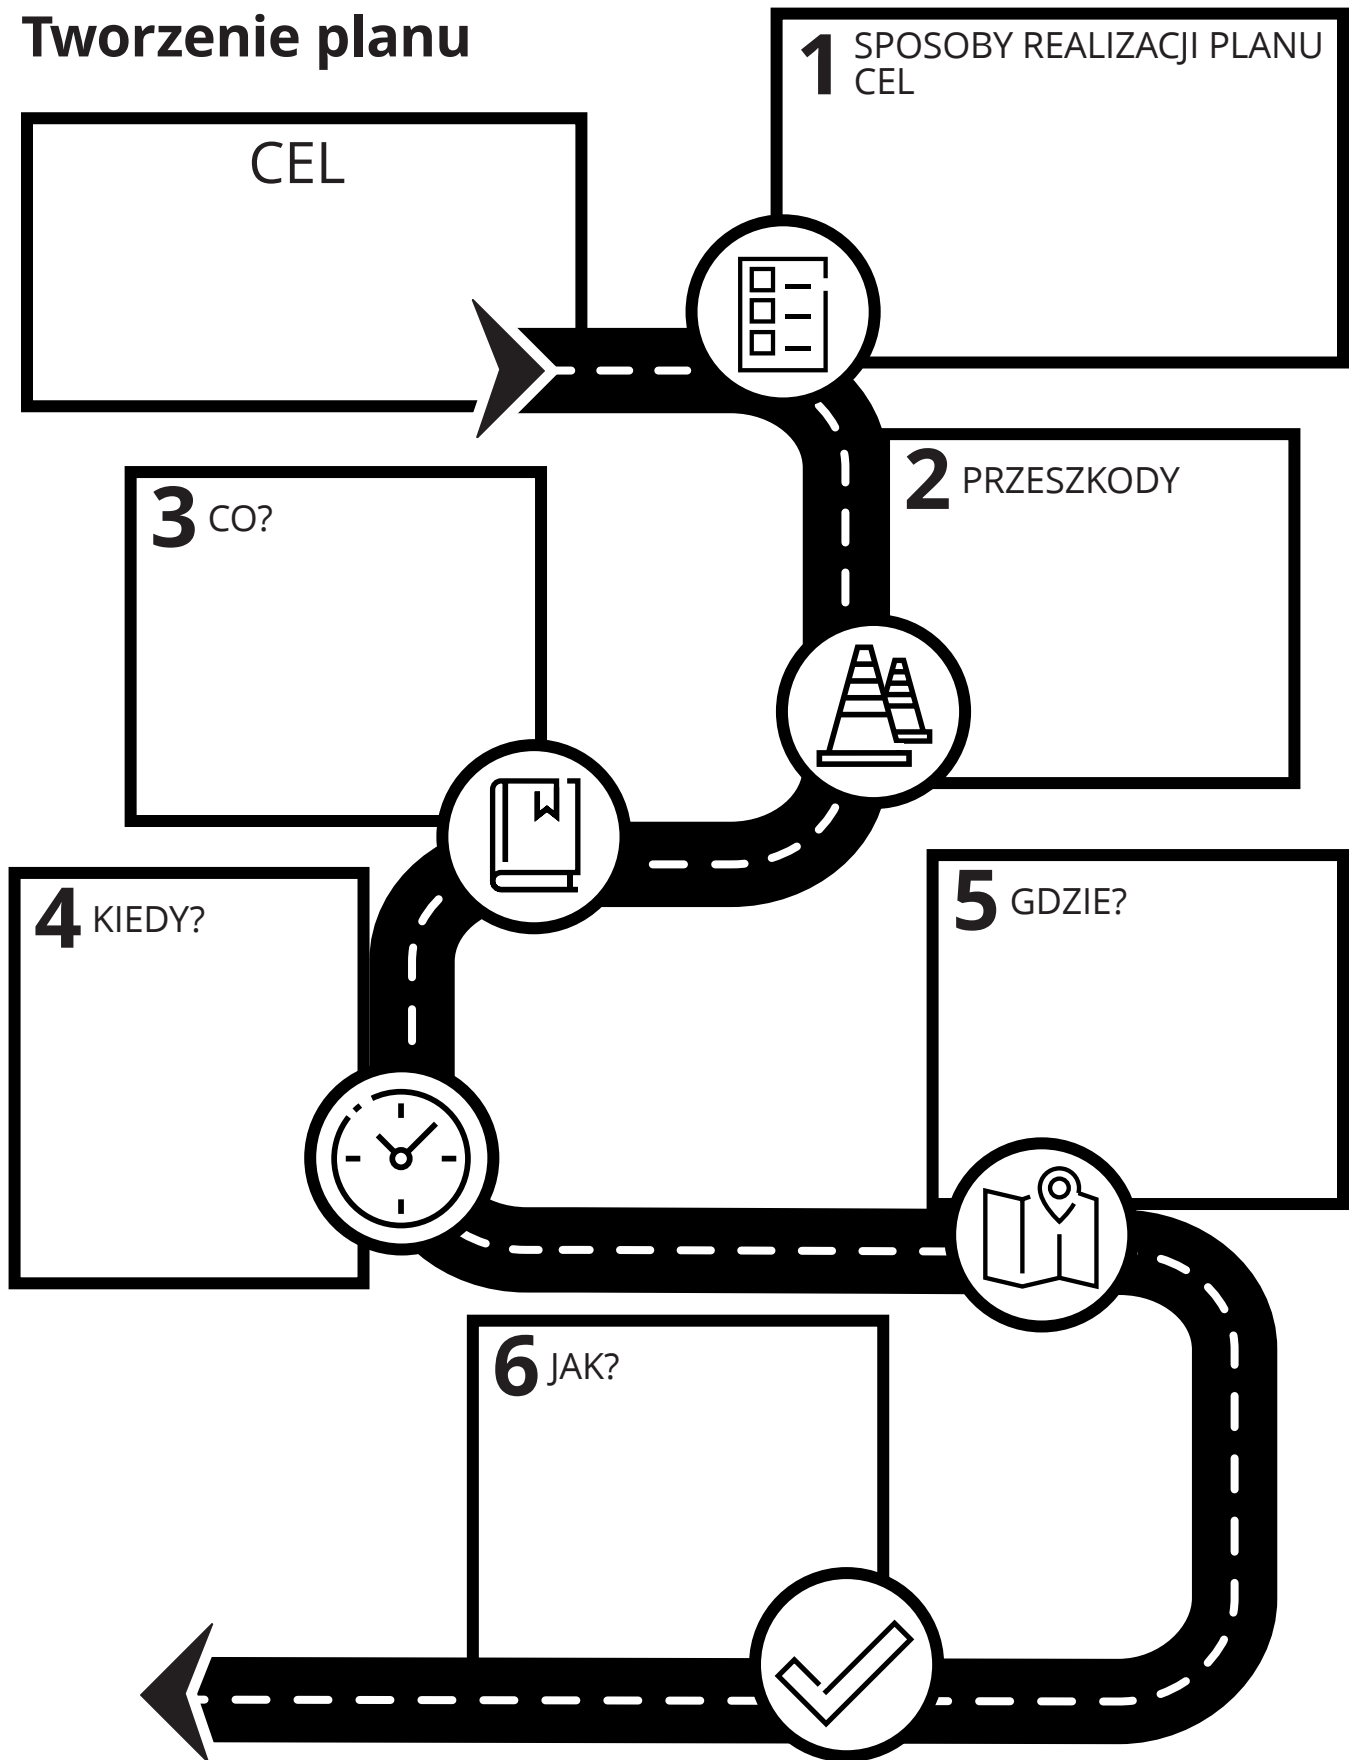 Tworzenie planu
CEL
1 SPOSOBY REALIZACJI PLANU
CEL
2 PRZESZKODY
3 CO?
4 KIEDY?
5 GDZIE?
6 JAK?